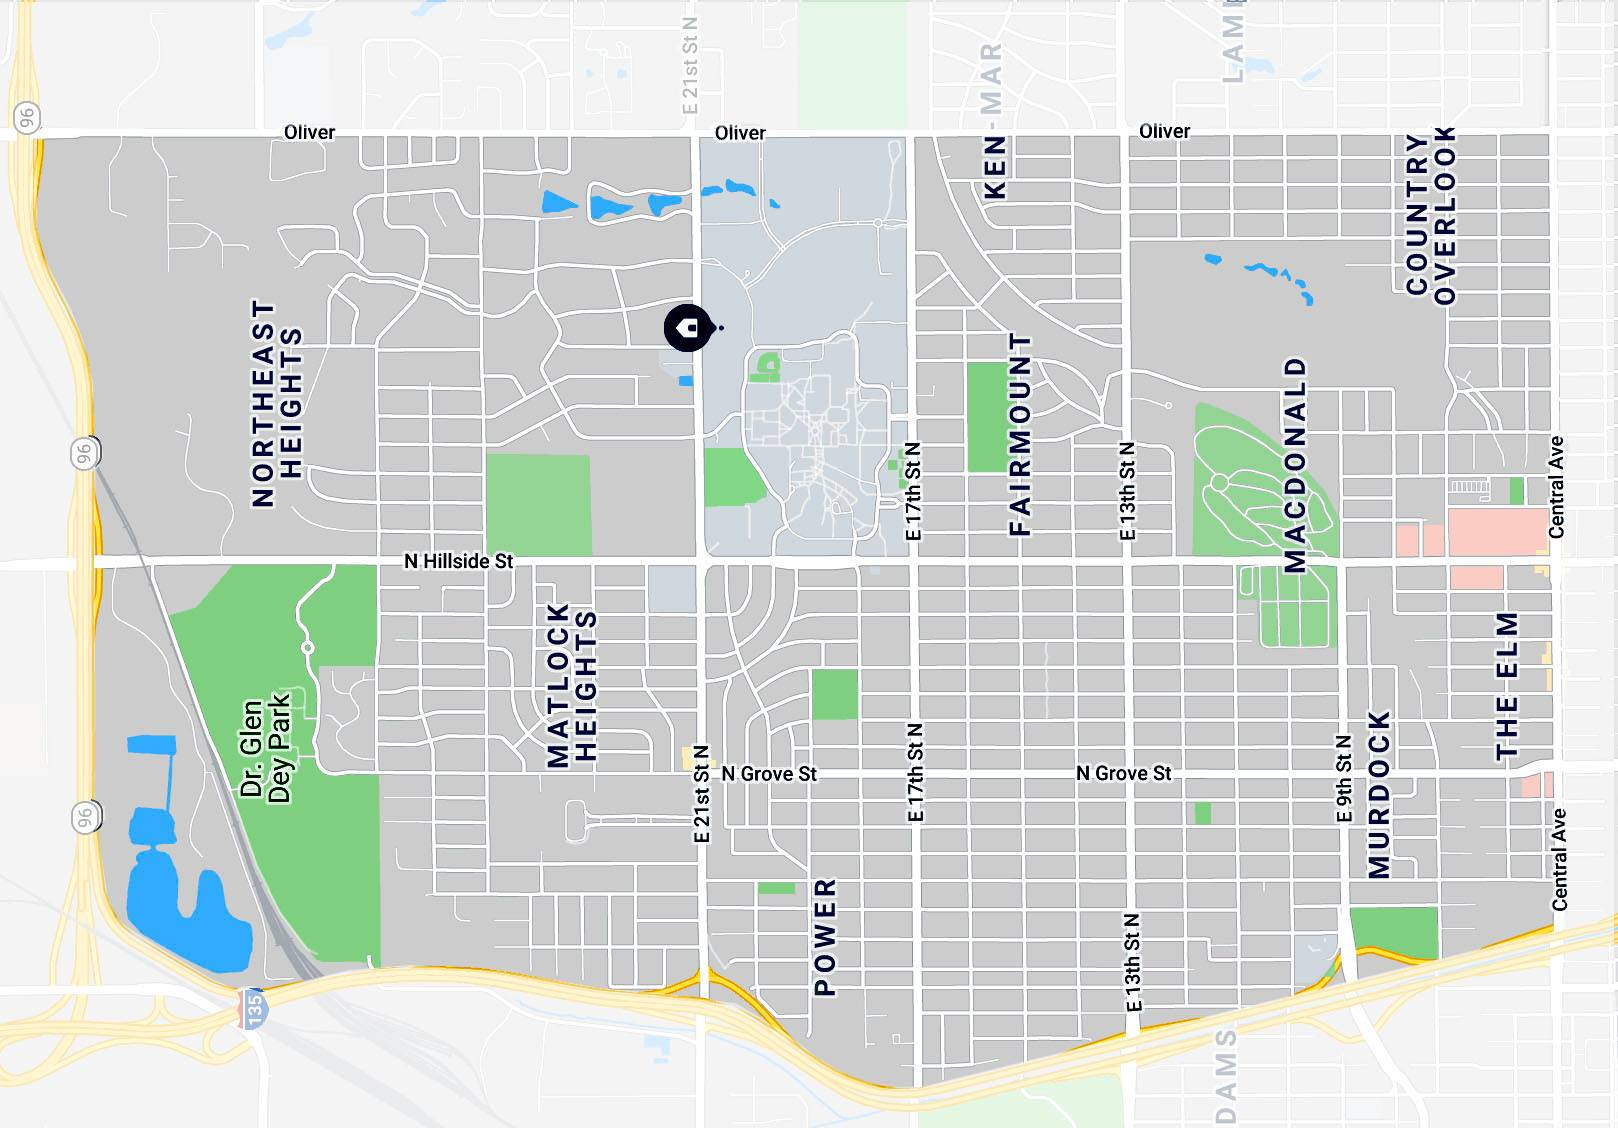 E 21st St N
KEN-MAR
LAMI
96
Oliver
Oliver
Oliver
COUNTRY
OVERLOOK
NORTHEAST
HEIGHTS
FAIRMOUNT
MACDONALD
96
E 17th St N
E 13th St N
Central Ave
N Hillside St
MATLOCK
HEIGHTS
THE ELM
Dr. Glen
Dey Park
MURDOCK
E 21st St N
N Grove St
E 17th St N
N Grove St
E 9th St N
96
Central Ave
POWER
E 13th St N
135
DAMS